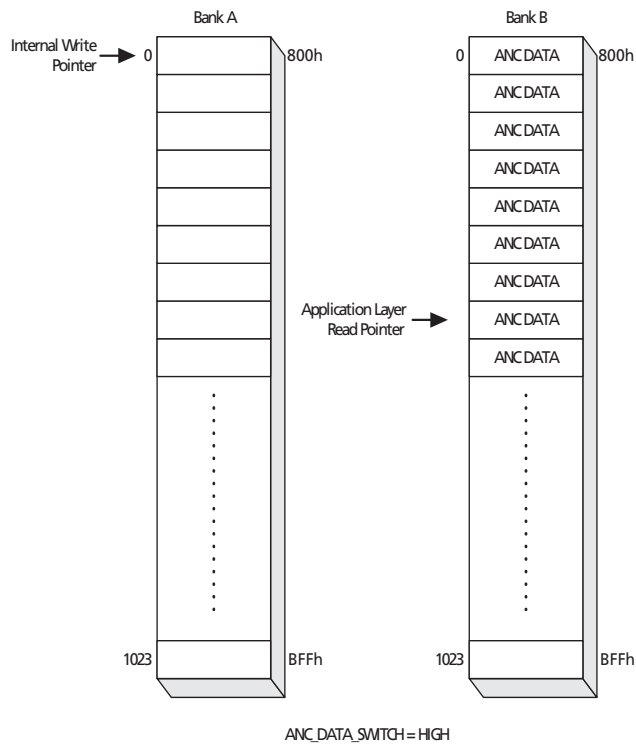 Bank A
Bank B
Internal Write
Pointer
0
800h
0
ANC DATA
800h
ANC DATA
ANC DATA
ANC DATA
ANC DATA
ANC DATA
ANC DATA
Application Layer
Read Pointer
ANC DATA
ANC DATA
1023
BFFh
1023
BFFh
ANC_DATA_SWITCH = HIGH